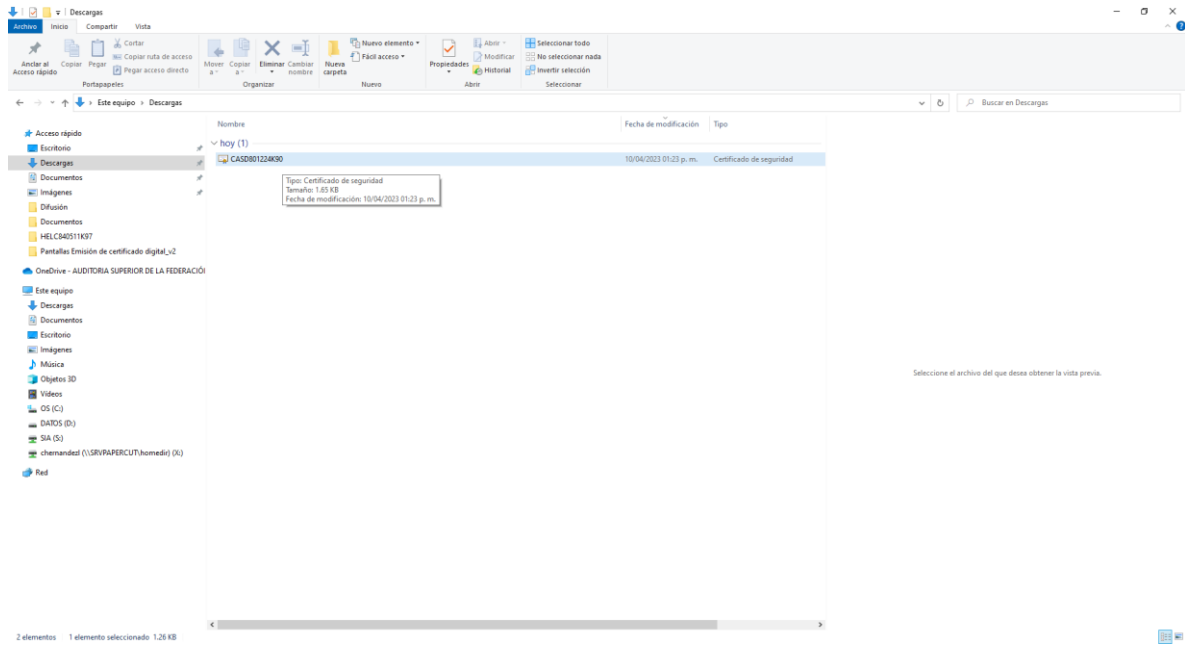 Descargas
Archivo Inicio Compartir Vista
Anclar al Acceso rápido
Copiar
Pegar
Cortar
Copiar ruta de acceso
Pegar acceso directo
Portapapeles
Mover a
Copiar a
Eliminar
Cambiar nombre
Organizar
Nueva carpeta
Nuevo elemento
Fácil acceso
Nuevo
Propiedades
Abrir
Modificar
Historial
Abrir
Seleccionar todo
No seleccionar nada
Invertir selección
Seleccionar
Este equipo > Descargas
Buscar en Descargas
Acceso rápido
Escritorio
Descargas
Documentos
Imágenes
Difusión
Documentos
HELC840511K97
Pantallas Emisión de certificado digital_v2
OneDrive - AUDITORIA SUPERIOR DE LA FEDERACIÓ
Este equipo
Descargas
Documentos
Escritorio
Imágenes
Música
Objetos 3D
Vídeos
OS (C:)
DATOS (D:)
SIA (S:)
chernandezl (\\SRVPAPERCUT\homedir) (X:)
Red
Nombre Fecha de modificación Tipo
hoy (1)
CASD801224K90 10/04/2023 01:23 p. m. Certificado de seguridad
Tipo: Certificado de seguridad
Tamaño: 1.65 KB
Fecha de modificación: 10/04/2023 01:23 p. m.
Seleccione el archivo del que desea obtener la vista previa.
2 elementos 1 elemento seleccionado 1.26 KB